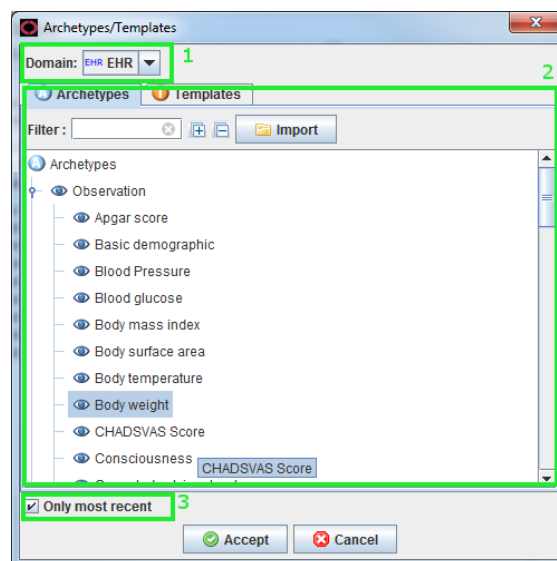 Archetypes/Templates
Domain: EHR EHR 1
2
A Archetypes T Templates
Filter : Import
A Archetypes
Observation
Apgar score
Basic demographic
Blood Pressure
Blood glucose
Body mass index
Body surface area
Body temperature
Body weight
CHADSVAS Score
Consciousness
CHADSVAS Score
Only most recent 3
Accept Cancel